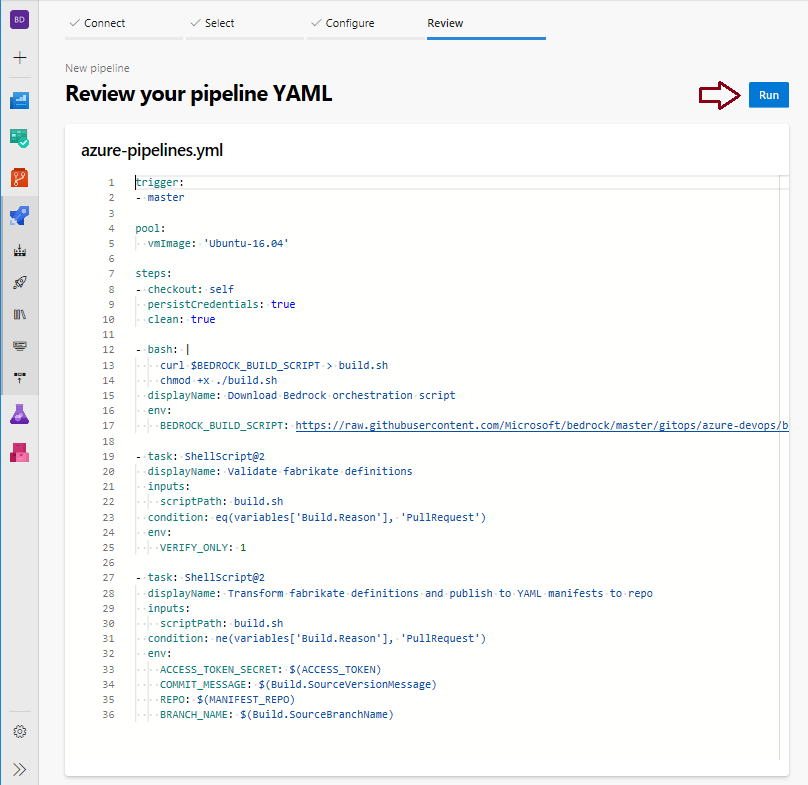 BD
Connect
Select
Configure
Review
New pipeline
Review your pipeline YAML
Run
azure-pipelines.yml
1 trigger:
2 - master
3
4 pool:
5   vmImage: 'Ubuntu-16.04'
6
7 steps:
8 - checkout: self
9   persistCredentials: true
10   clean: true
11
12 - bash: |
13     curl $BEDROCK_BUILD_SCRIPT > build.sh
14     chmod +x ./build.sh
15   displayName: Download Bedrock orchestration script
16   env:
17     BEDROCK_BUILD_SCRIPT: https://raw.githubusercontent.com/Microsoft/bedrock/master/gitops/azure-devops/b
18
19 - task: ShellScript@2
20   displayName: Validate fabrikate definitions
21   inputs:
22     scriptPath: build.sh
23   condition: eq(variables['Build.Reason'], 'PullRequest')
24   env:
25     VERIFY_ONLY: 1
26
27 - task: ShellScript@2
28   displayName: Transform fabrikate definitions and publish to YAML manifests to repo
29   inputs:
30     scriptPath: build.sh
31   condition: ne(variables['Build.Reason'], 'PullRequest')
32   env:
33     ACCESS_TOKEN_SECRET: $(ACCESS_TOKEN)
34     COMMIT_MESSAGE: $(Build.SourceVersionMessage)
35     REPO: $(MANIFEST_REPO)
36     BRANCH_NAME: $(Build.SourceBranchName)